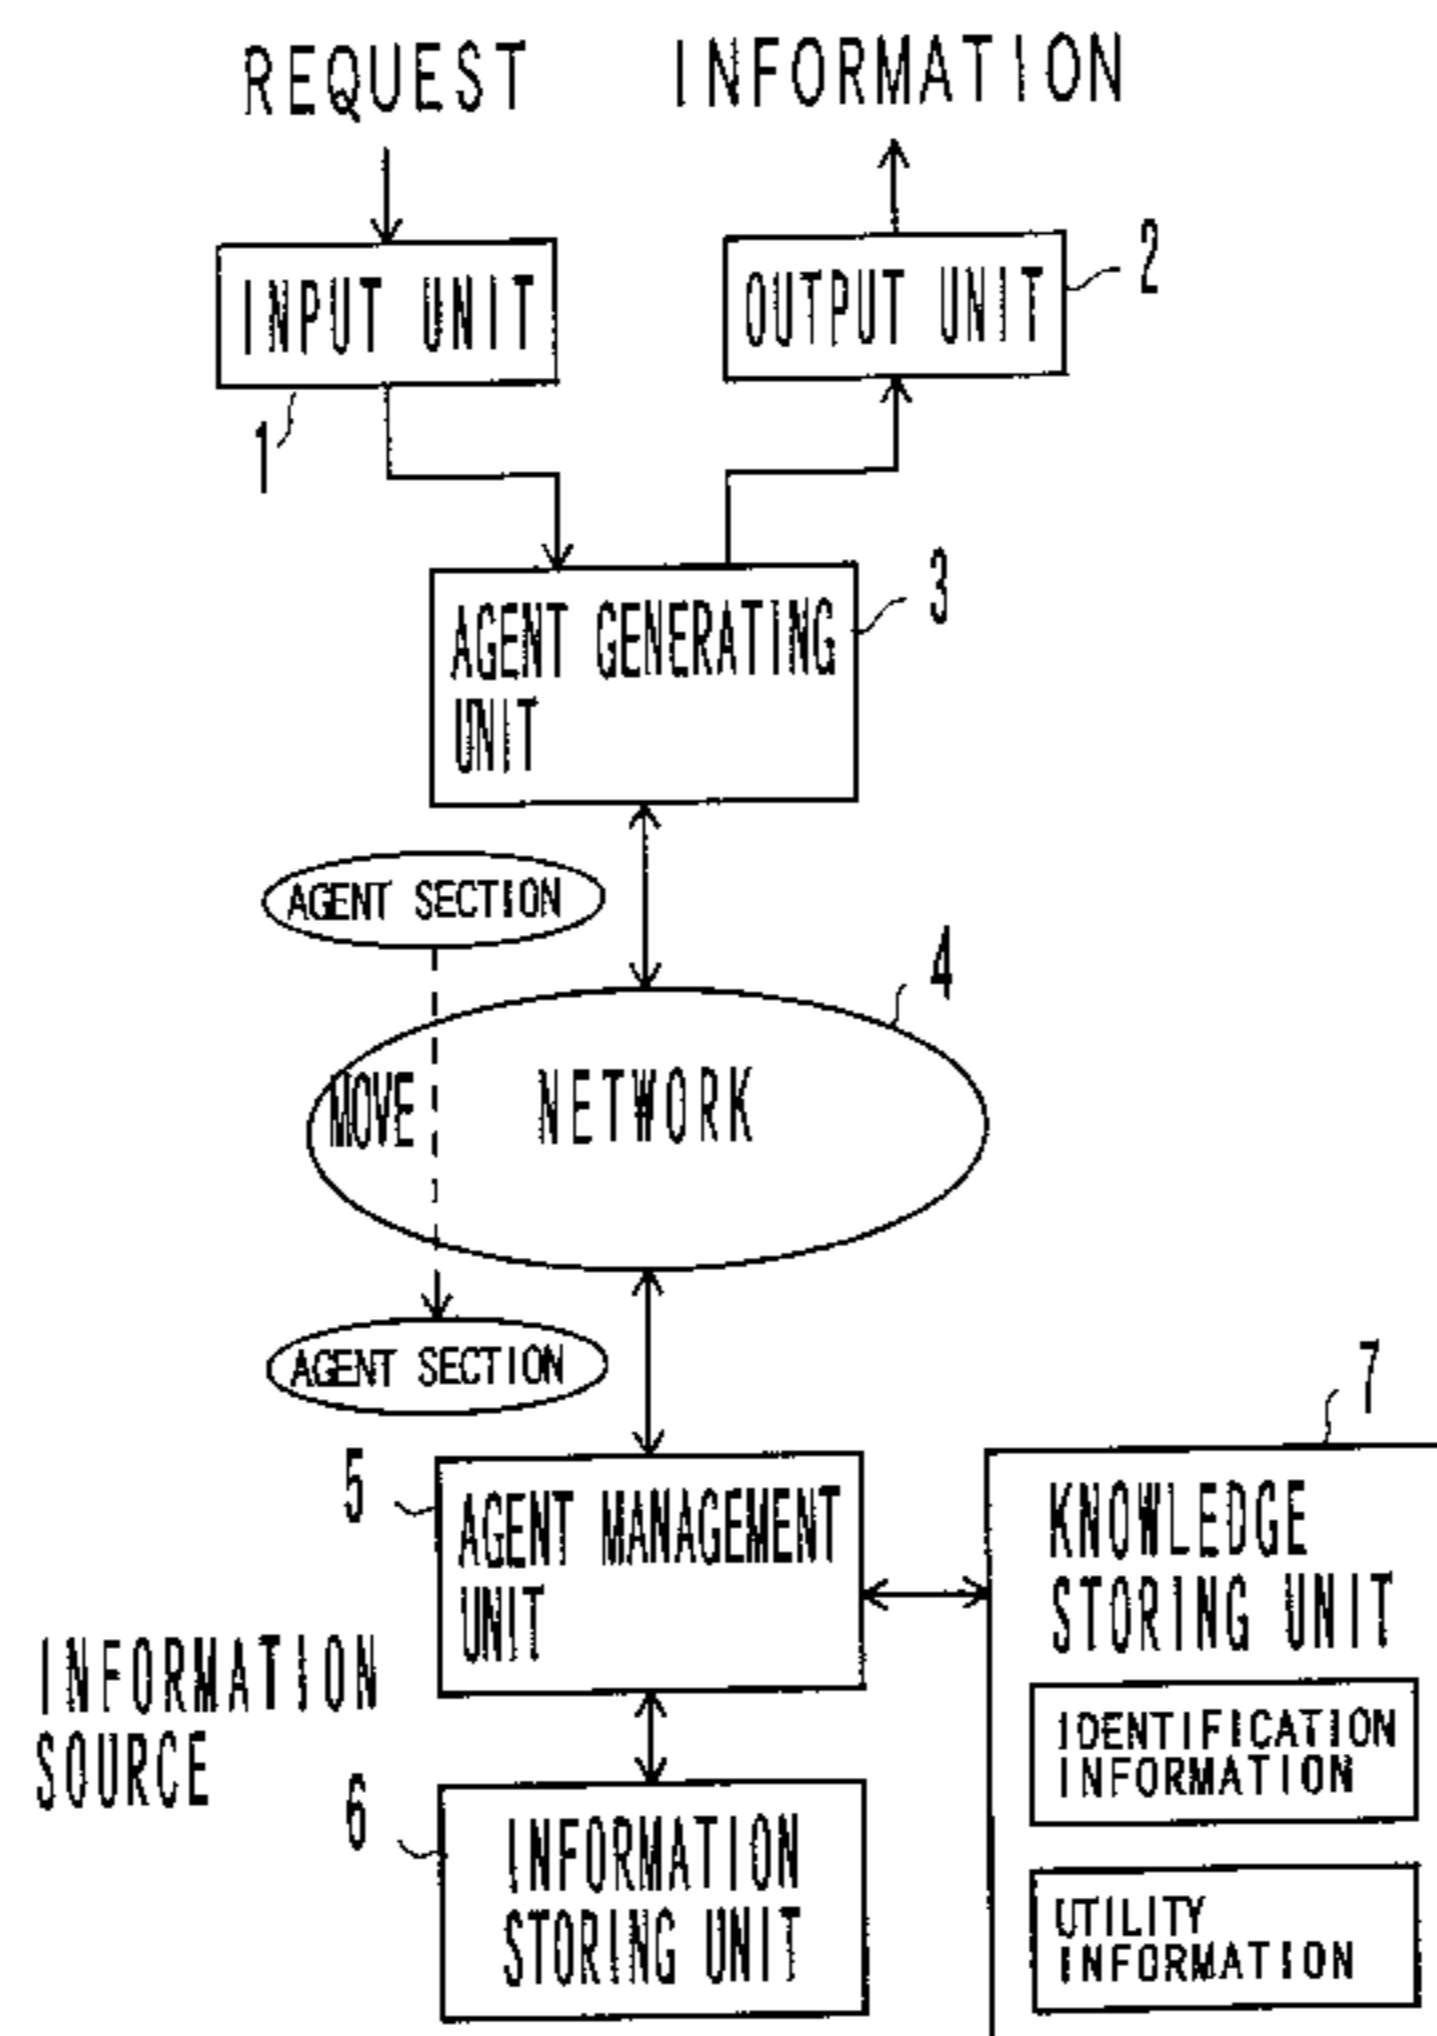 REQUEST
INFORMATION
INPUT UNIT
1
OUTPUT UNIT
2
AGENT GENERATING
UNIT
3
AGENT SECTION
4
MOVE
NETWORK
AGENT SECTION
5
AGENT MANAGEMENT
UNIT
7
KNOWLEDGE
STORING UNIT
IDENTIFICATION
INFORMATION
UTILITY
INFORMATION
INFORMATION
SOURCE
6
INFORMATION
STORING UNIT